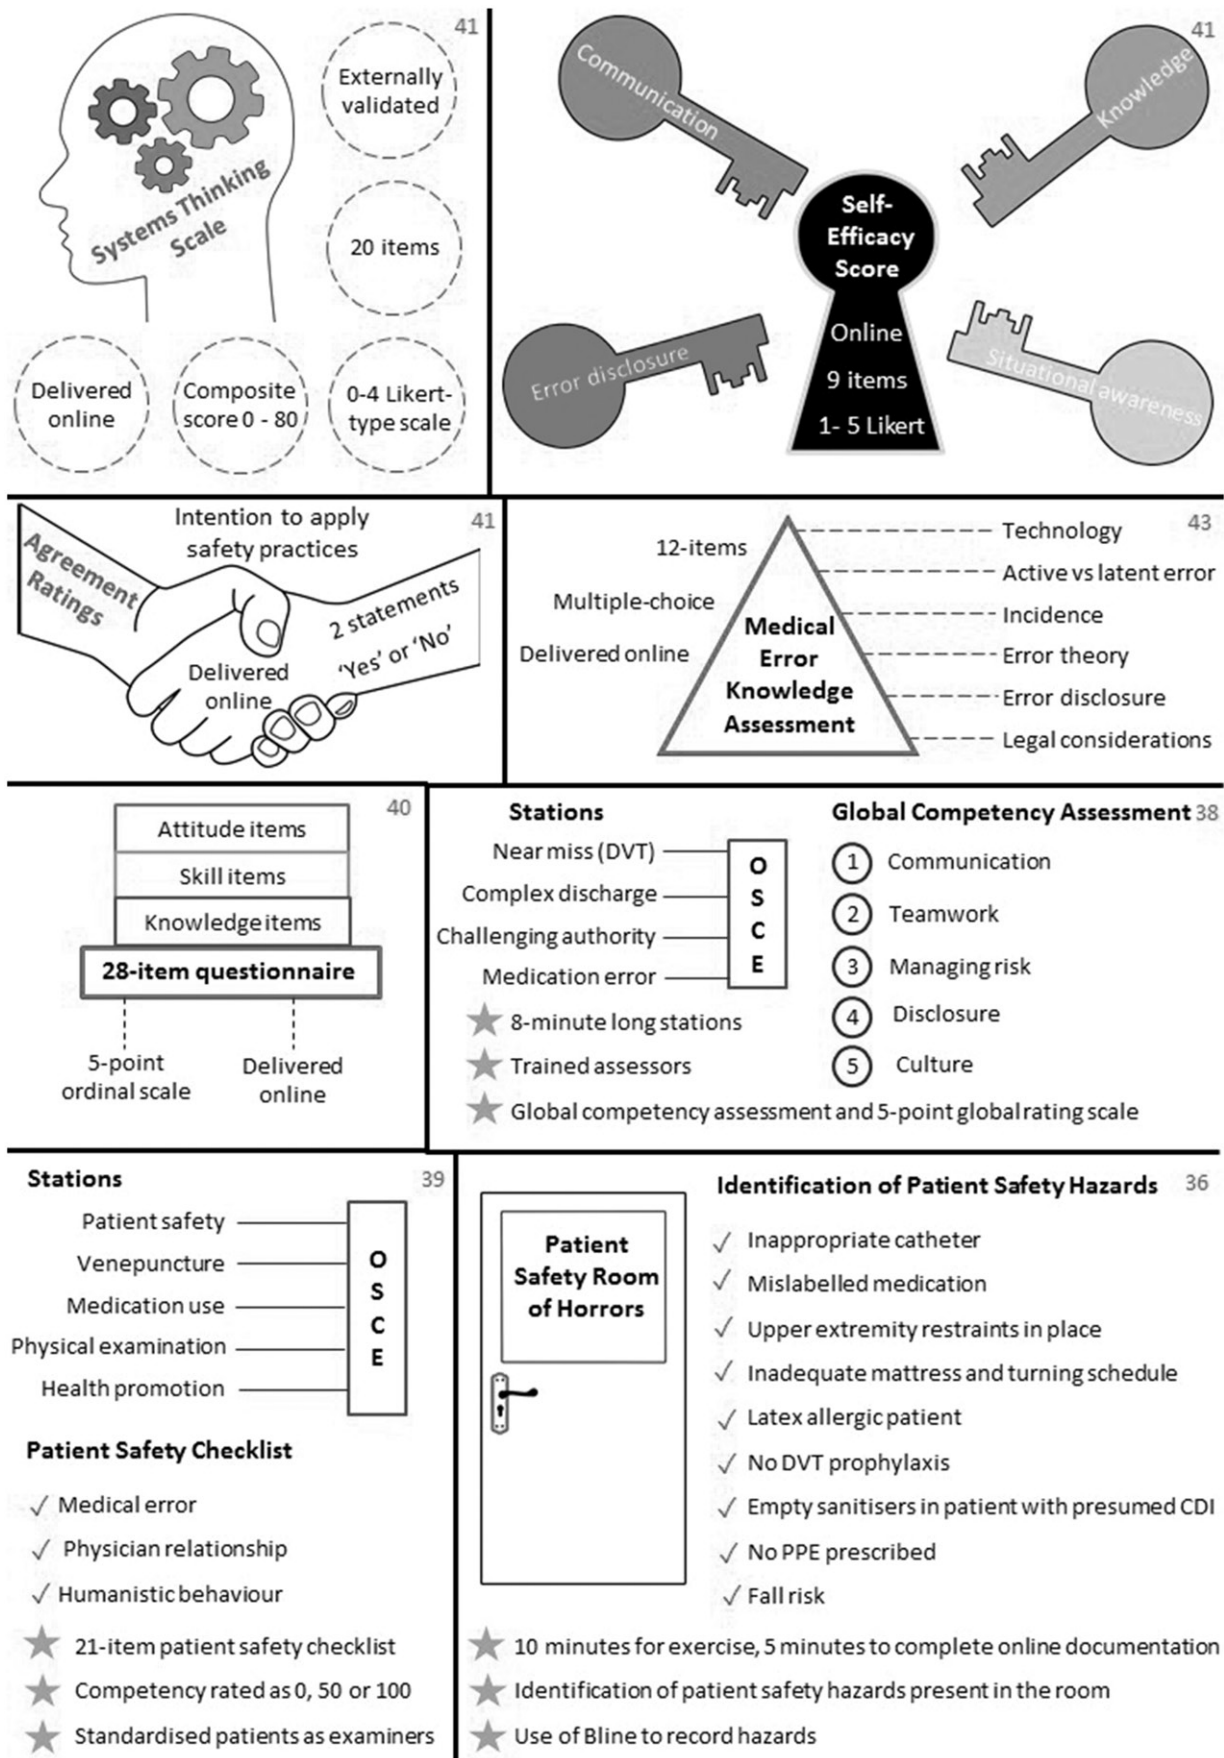 41
Externally
validated
Systems Thinking
Scale
20 items
Delivered
online
Composite
score 0 - 80
0-4 Likert-
type scale
41
Communication
Knowledge
Self-
Efficacy
Score
Online
9 items
1- 5 Likert
Error disclosure
Situational awareness
41
Intention to apply
safety practices
Agreement
Ratings
2 statements
'Yes' or 'No'
Delivered
online
43
12-items
Multiple-choice
Delivered online
Medical
Error
Knowledge
Assessment
Technology
Active vs latent error
Incidence
Error theory
Error disclosure
Legal considerations
40
Attitude items
Skill items
Knowledge items
28-item questionnaire
5-point
ordinal scale
Delivered
online
Stations
Near miss (DVT)
Complex discharge
Challenging authority
Medication error
O
S
C
E
Global Competency Assessment 38
1 Communication
2 Teamwork
3 Managing risk
4 Disclosure
5 Culture
8-minute long stations
Trained assessors
Global competency assessment and 5-point global rating scale
Stations
39
Patient safety
Venepuncture
Medication use
Physical examination
Health promotion
O
S
C
E
Patient Safety Checklist
✓ Medical error
✓ Physician relationship
✓ Humanistic behaviour
21-item patient safety checklist
Competency rated as 0, 50 or 100
Standardised patients as examiners
Patient
Safety Room
of Horrors
Identification of Patient Safety Hazards 36
✓ Inappropriate catheter
✓ Mislabelled medication
✓ Upper extremity restraints in place
✓ Inadequate mattress and turning schedule
✓ Latex allergic patient
✓ No DVT prophylaxis
✓ Empty sanitisers in patient with presumed CDI
✓ No PPE prescribed
✓ Fall risk
10 minutes for exercise, 5 minutes to complete online documentation
Identification of patient safety hazards present in the room
Use of Bline to record hazards